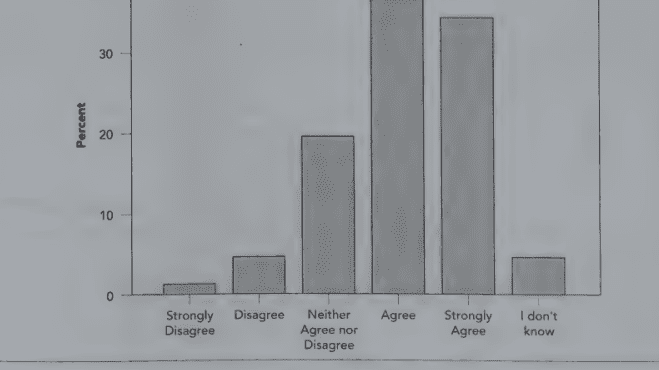 30
Percent
20
10
0
Strongly
Disagree
Disagree
Neither
Agree nor
Disagree
Agree
Strongly
Agree
I don't
know